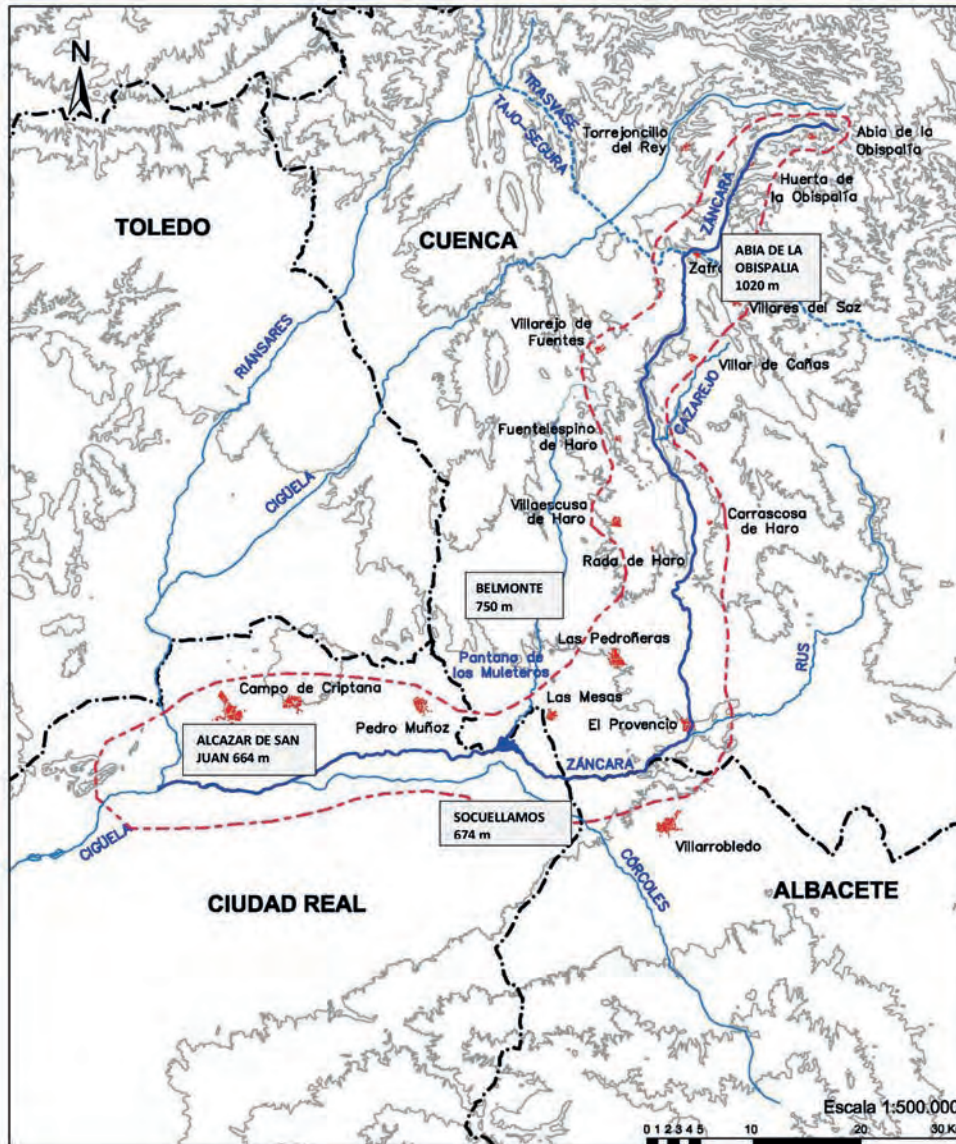 N
TRASVASE
TAJO-SEGURA
Torrejoncillo
del Rey
Abia de la
Obispalía
Huerta de
la Obispalía
ZÁNCARA
TOLEDO
CUENCA
ABIA DE LA
OBISPALIA
1020 m
Zafra
Villares del Saz
RIÁNSARES
Villarejo de
Fuentes
Villar de Cañas
CAZAREJO
Fuentelespino
de Haro
CIGÜELA
Villaescusa
de Haro
Carrascosa
de Haro
Rada de Haro
BELMONTE
750 m
RUS
Las Pedroñeras
Pantano de
los Muleteros
Campo de Criptana
Las Mesas
Pedro Muñoz
El Provencio
ALCAZAR DE SAN
JUAN 664 m
ZÁNCARA
SOCUELLAMOS
674 m
CIGÜELA
Villarrobledo
CÓRCOLES
CIUDAD REAL
ALBACETE
Escala 1:500.000
0 1 2 3 4 5 10 20 30 K